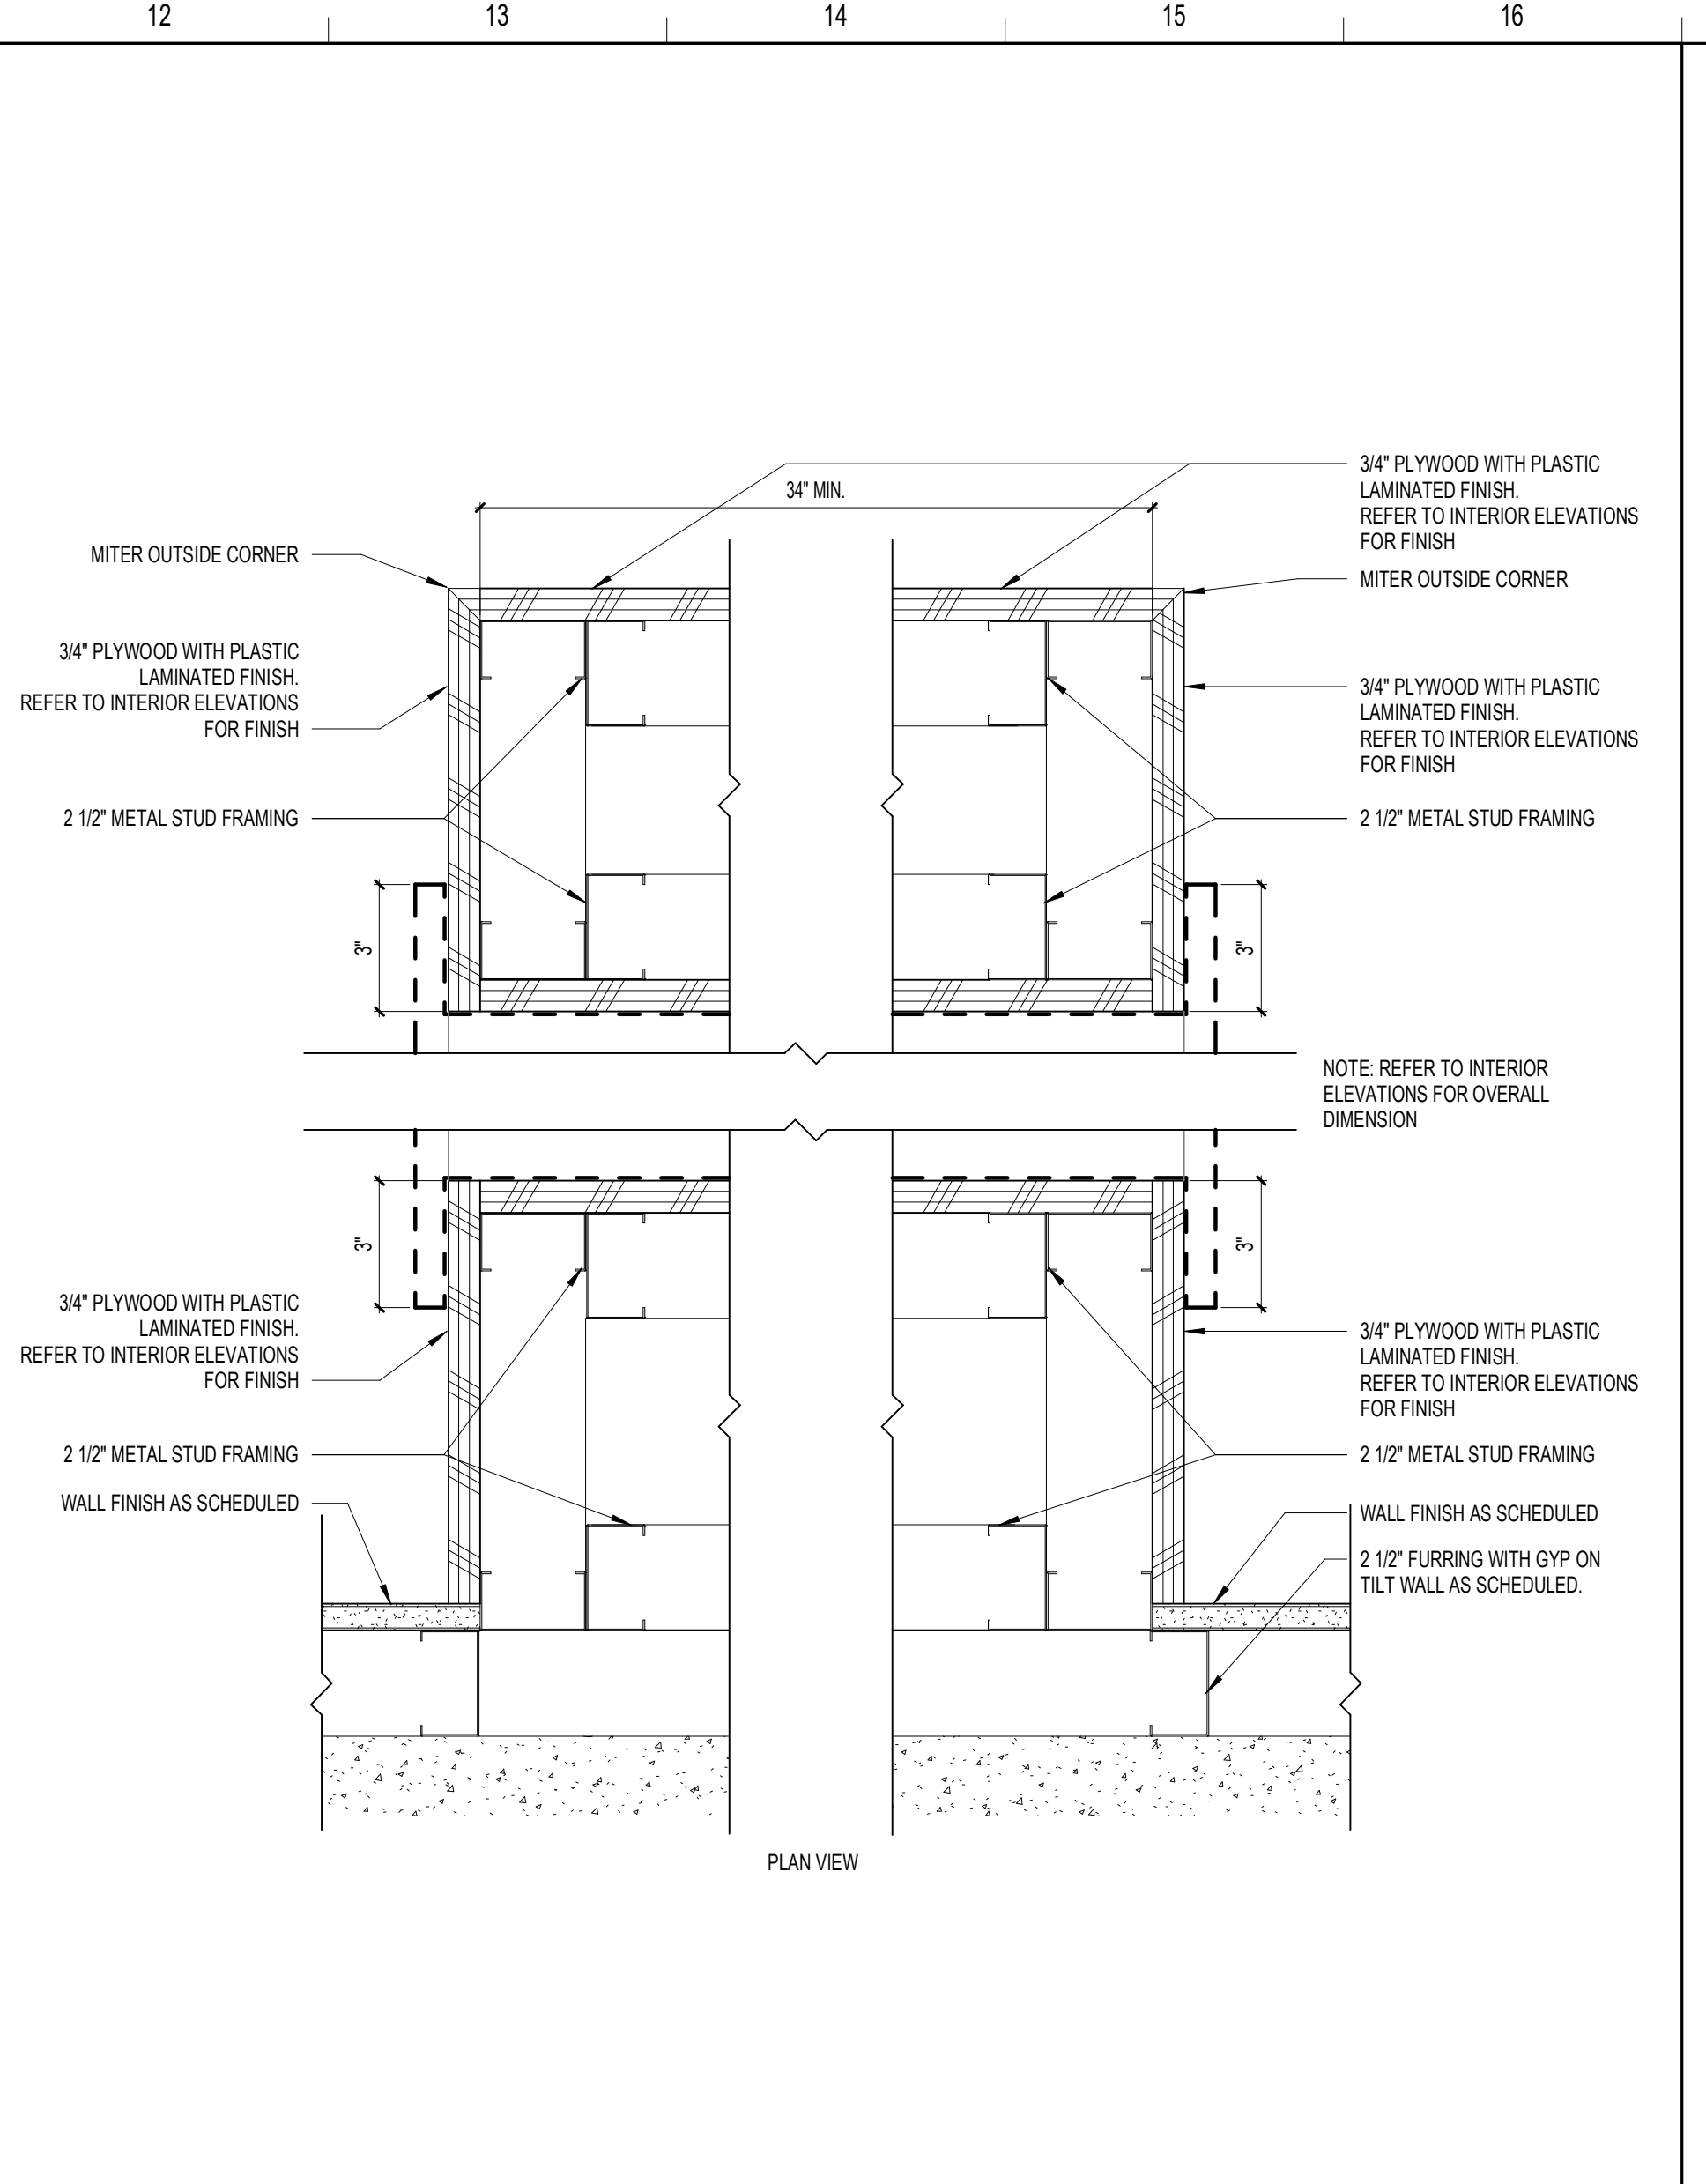 12
13
14
15
16
3/4" PLYWOOD WITH PLASTIC
LAMINATED FINISH.
REFER TO INTERIOR ELEVATIONS
FOR FINISH
34" MIN.
MITER OUTSIDE CORNER
MITER OUTSIDE CORNER
3/4" PLYWOOD WITH PLASTIC
LAMINATED FINISH.
REFER TO INTERIOR ELEVATIONS
FOR FINISH
3/4" PLYWOOD WITH PLASTIC
LAMINATED FINISH.
REFER TO INTERIOR ELEVATIONS
FOR FINISH
2 1/2" METAL STUD FRAMING
2 1/2" METAL STUD FRAMING
3"
3"
NOTE: REFER TO INTERIOR
ELEVATIONS FOR OVERALL
DIMENSION
3"
3"
3/4" PLYWOOD WITH PLASTIC
LAMINATED FINISH.
REFER TO INTERIOR ELEVATIONS
FOR FINISH
3/4" PLYWOOD WITH PLASTIC
LAMINATED FINISH.
REFER TO INTERIOR ELEVATIONS
FOR FINISH
2 1/2" METAL STUD FRAMING
2 1/2" METAL STUD FRAMING
WALL FINISH AS SCHEDULED
WALL FINISH AS SCHEDULED
2 1/2" FURRING WITH GYP ON
TILT WALL AS SCHEDULED.
PLAN VIEW